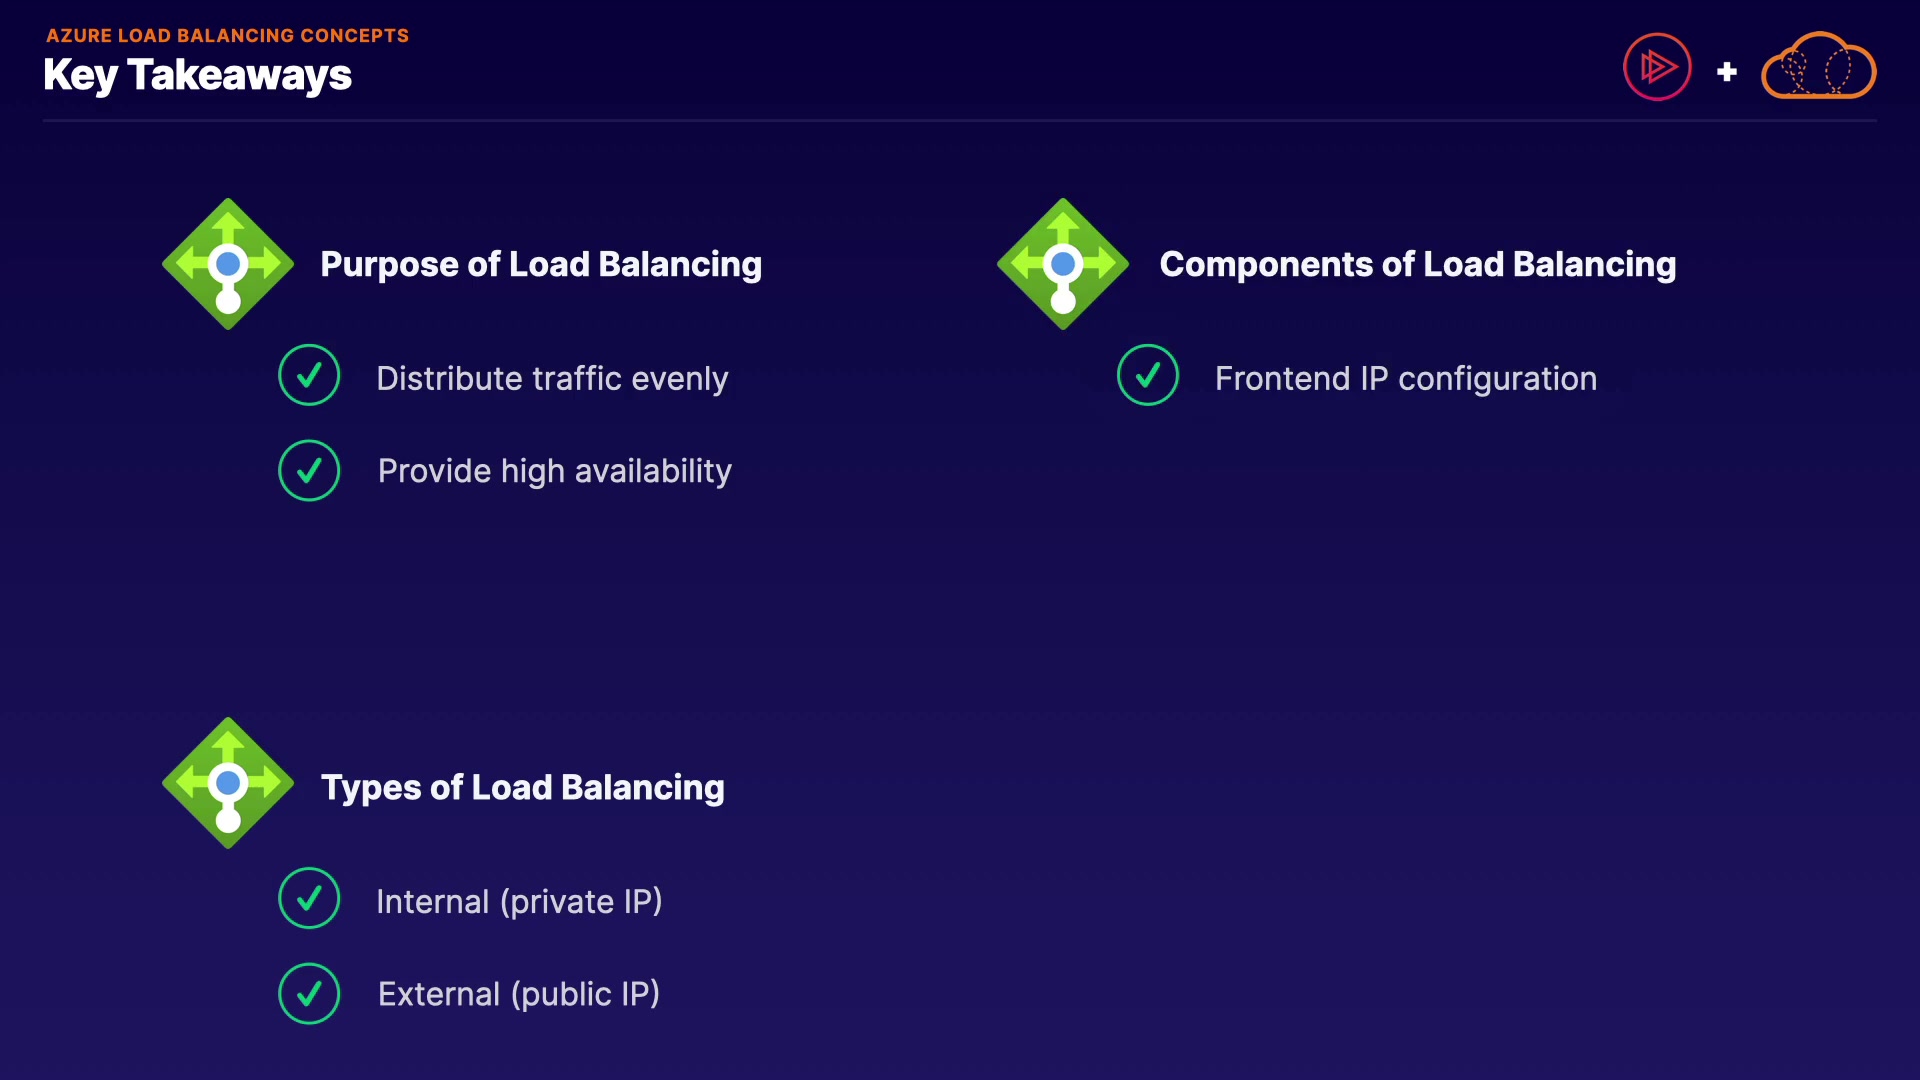 AZURE LOAD BALANCING CONCEPTS
Key Takeaways
+
Purpose of Load Balancing
Distribute traffic evenly
Provide high availability
Components of Load Balancing
Frontend IP configuration
Types of Load Balancing
Internal (private IP)
External (public IP)